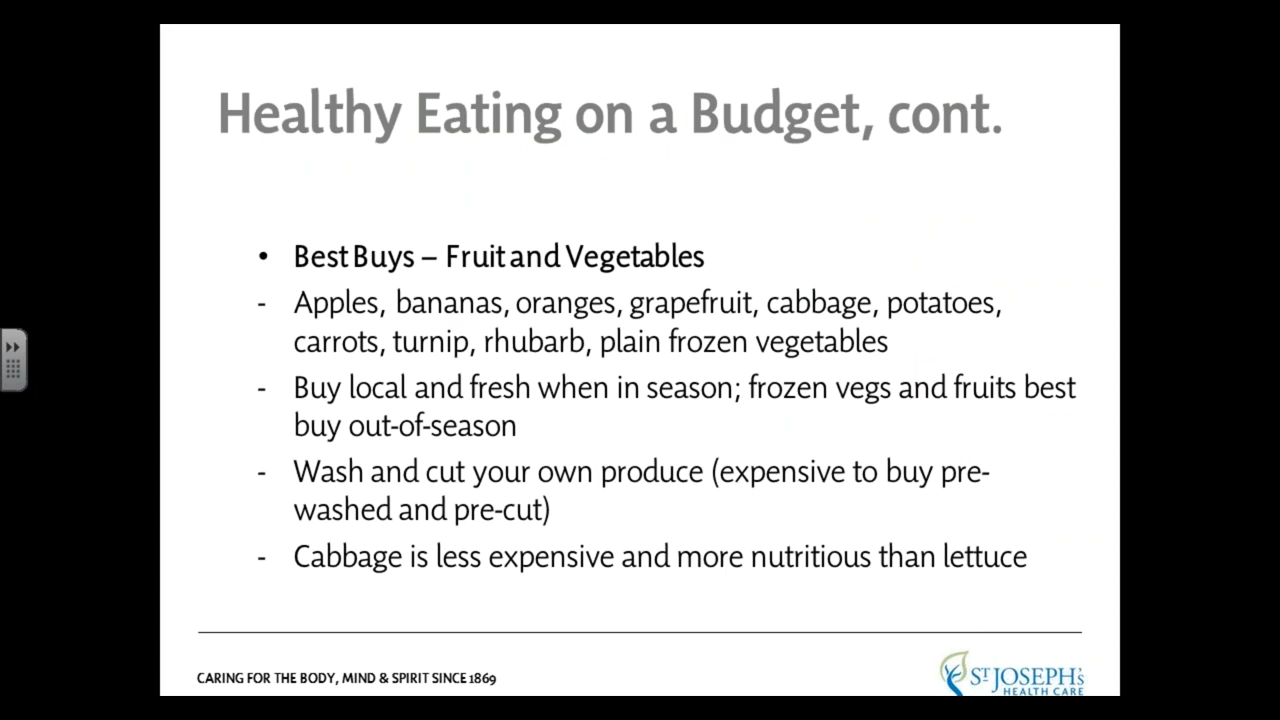 Healthy Eating on a Budget, cont.
• Best Buys – Fruit and Vegetables
- Apples, bananas, oranges, grapefruit, cabbage, potatoes,
carrots, turnip, rhubarb, plain frozen vegetables
- Buy local and fresh when in season; frozen vegs and fruits best
buy out-of-season
- Wash and cut your own produce (expensive to buy pre-
washed and pre-cut)
- Cabbage is less expensive and more nutritious than lettuce
CARING FOR THE BODY, MIND & SPIRIT SINCE 1869
ST JOSEPH'S
HEALTH CARE